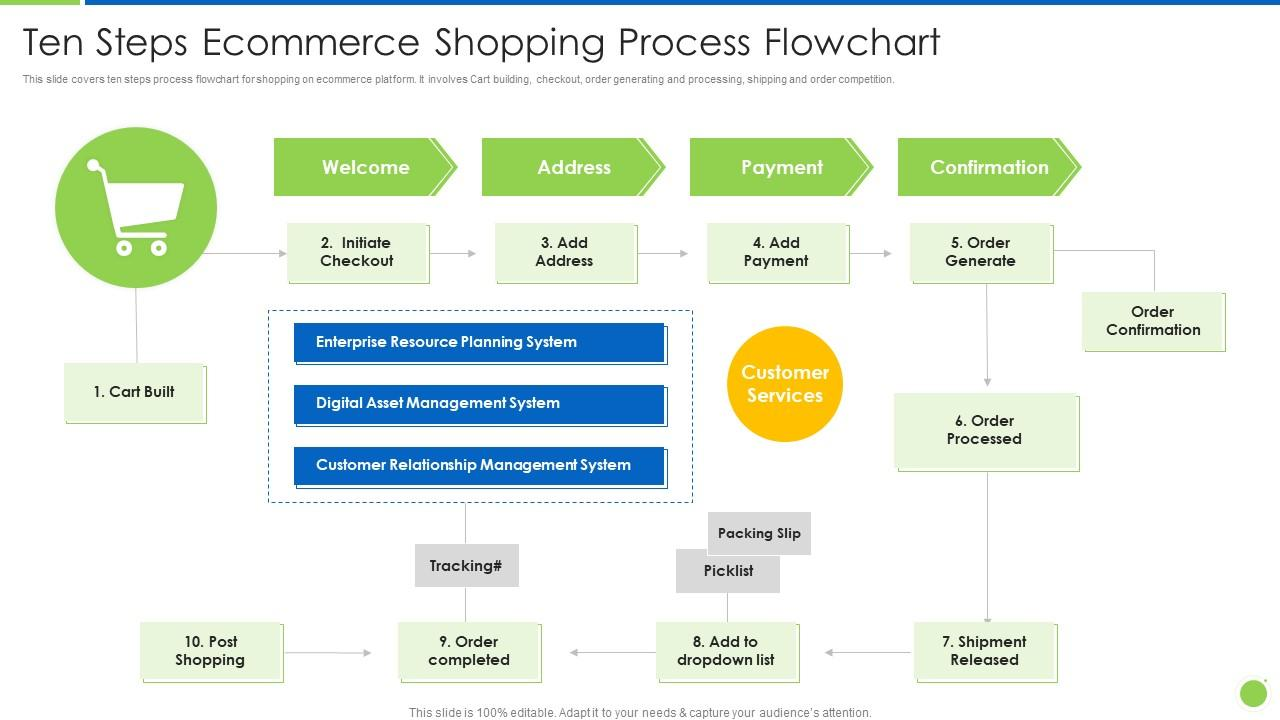 Ten Steps Ecommerce Shopping Process Flowchart
This slide covers ten steps process flowchart for shopping on ecommerce platform. It involves Cart building, checkout, order generating and processing, shipping and order competition.
Welcome
Address
Payment
Confirmation
2. Initiate
Checkout
3. Add
Address
4. Add
Payment
5. Order
Generate
Order
Confirmation
1. Cart Built
Enterprise Resource Planning System
Digital Asset Management System
Customer Relationship Management System
Customer
Services
6. Order
Processed
Packing Slip
Picklist
Tracking#
10. Post
Shopping
9. Order
completed
8. Add to
dropdown list
7. Shipment
Released
This slide is 100% editable. Adapt it to your needs & capture your audience's attention.